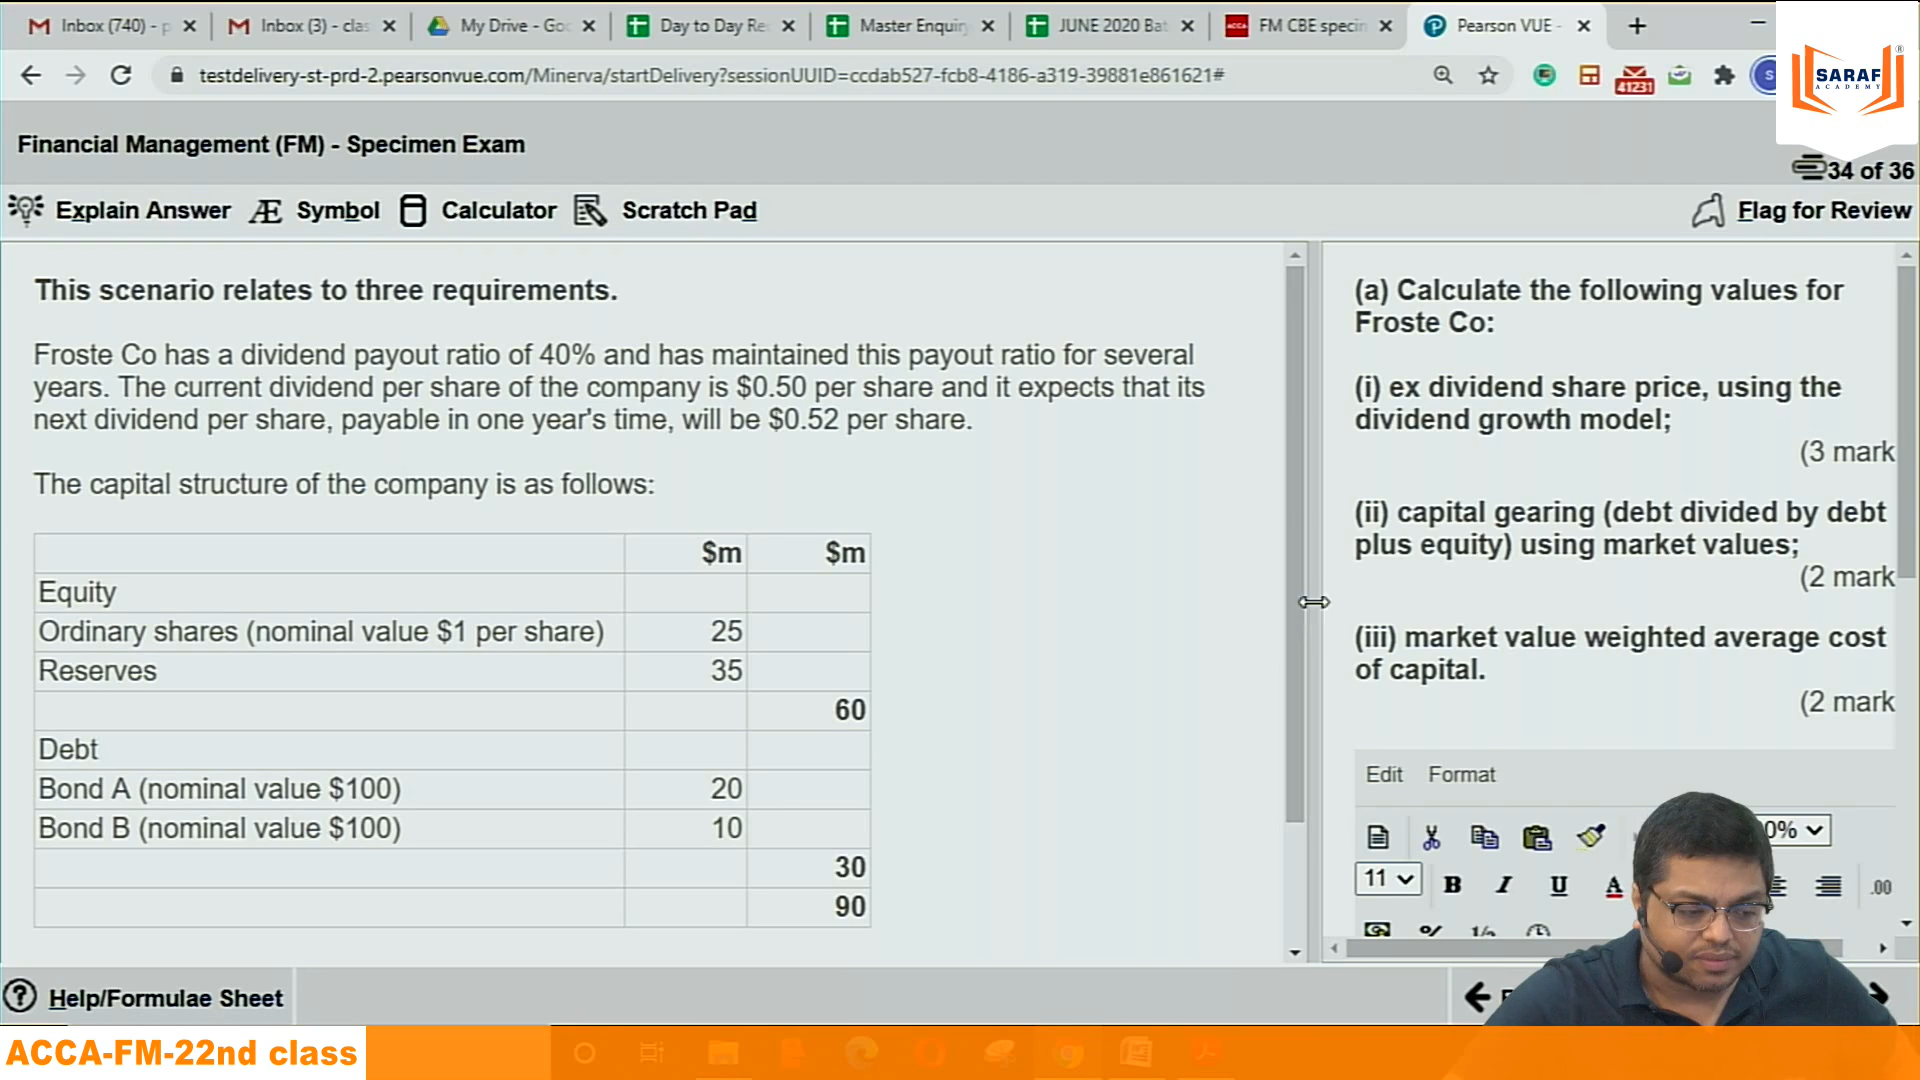 Inbox (740) - p
Inbox (3) - clas
My Drive - Goo
Day to Day Re
Master Enquiry
JUNE 2020 Bat
FM CBE specim
Pearson VUE -
testdelivery-st-prd-2.pearsonvue.com/Minerva/startDelivery?sessionUUID=ccdab527-fcb8-4186-a319-39881e861621#
41231
S
SARAF
ACADEMY
Financial Management (FM) - Specimen Exam
34 of 36
Explain Answer
Symbol
Calculator
Scratch Pad
Flag for Review
This scenario relates to three requirements.
Froste Co has a dividend payout ratio of 40% and has maintained this payout ratio for several
years. The current dividend per share of the company is $0.50 per share and it expects that its
next dividend per share, payable in one year's time, will be $0.52 per share.
The capital structure of the company is as follows:
$m $m
Equity
Ordinary shares (nominal value $1 per share) 25
Reserves 35
60
Debt
Bond A (nominal value $100) 20
Bond B (nominal value $100) 10
30
90
(a) Calculate the following values for
Froste Co:
(i) ex dividend share price, using the
dividend growth model;
(3 mark
(ii) capital gearing (debt divided by debt
plus equity) using market values;
(2 mark
(iii) market value weighted average cost
of capital.
(2 mark
Edit Format
0%
11 B I U A .00
Help/Formulae Sheet
ACCA-FM-22nd class